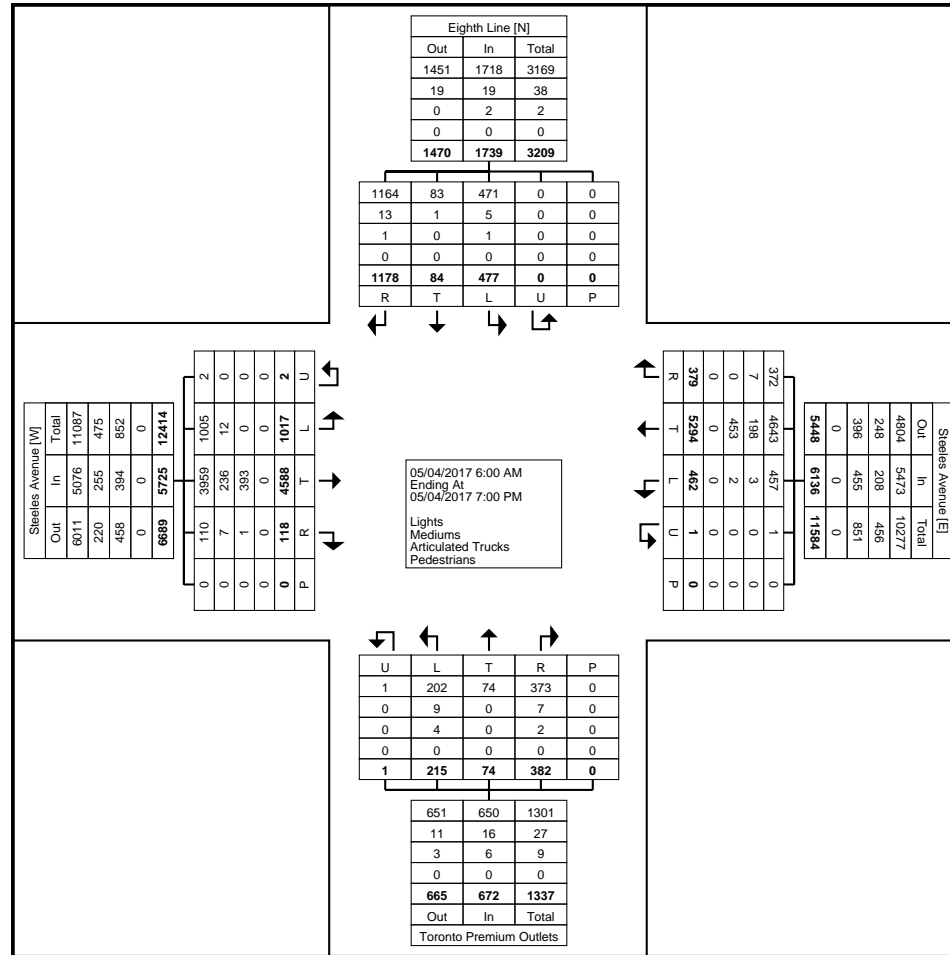 Eighth Line [N]
Out In Total
1451 1718 3169
19 19 38
0 2 2
0 0 0
1470 1739 3209
1164 83 471 0 0
13 1 5 0 0
1 0 1 0 0
0 0 0 0 0
1178 84 477 0 0
R T L U P
Steeles Avenue [W]
Total In Out
11087 5076 6011
475 255 220
852 394 458
0 0 0
12414 5725 6689
2 1005 3959 110 0
0 12 236 7 0
0 0 393 1 0
0 0 0 0 0
2 1017 4588 118 0
U L T R P
05/04/2017 6:00 AM
Ending At
05/04/2017 7:00 PM
Lights
Mediums
Articulated Trucks
Pedestrians
Steeles Avenue [E]
Out In Total
4804 5473 10277
248 208 456
396 455 851
0 0 0
5448 6136 11584
372 4643 457 1 0
7 198 3 0 0
0 453 2 0 0
0 0 0 0 0
379 5294 462 1 0
R T L U P
U L T R P
1 202 74 373 0
0 9 0 7 0
0 4 0 2 0
0 0 0 0 0
1 215 74 382 0
651 650 1301
11 16 27
3 6 9
0 0 0
665 672 1337
Out In Total
Toronto Premium Outlets